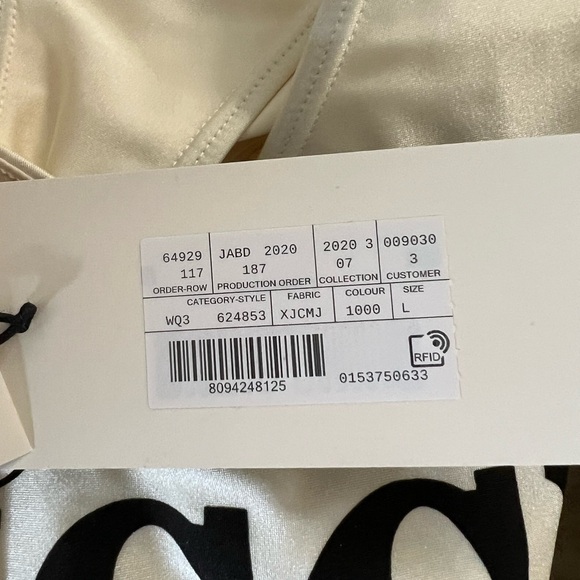 64929 JABD 2020 2020 3 009030
117 187 07 3
ORDER-ROW PRODUCTION ORDER COLLECTION CUSTOMER
CATEGORY-STYLE FABRIC COLOUR SIZE
WQ3 624853 XJCMJ 1000 L
RFID
8094248125 0153750633